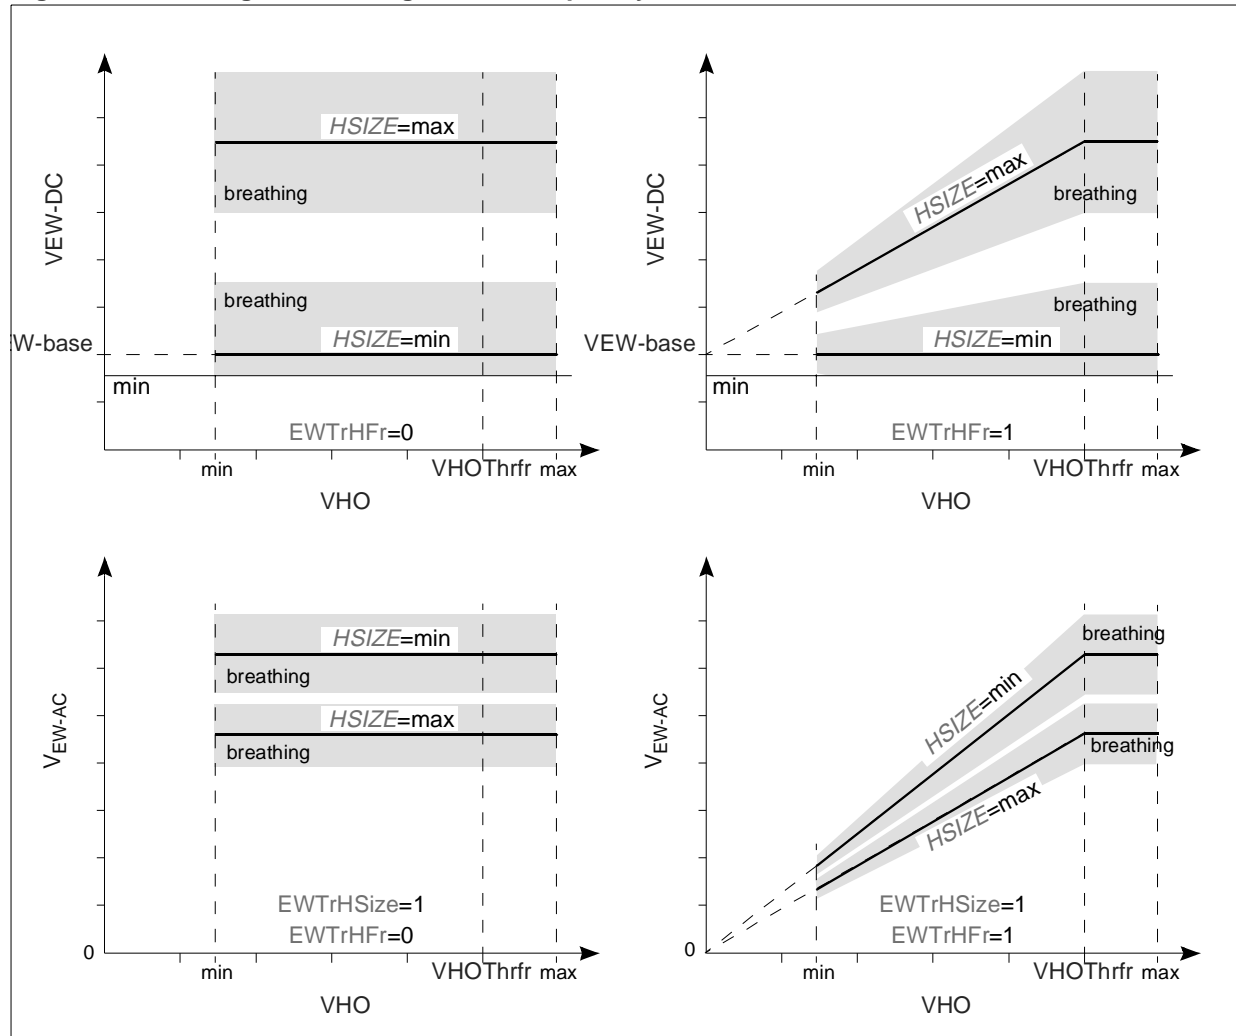 HSIZE=max
breathing
VEW-DC
breathing
HSIZE=min
EW-base
min
EWTrHFr=0
min
VHOThrfr
max
VHO
HSIZE=max
breathing
VEW-DC
breathing
HSIZE=min
VEW-base
min
EWTrHFr=1
min
VHOThrfr
max
VHO
HSIZE=min
breathing
HSIZE=max
VEW-AC
breathing
EWTrHSize=1
EWTrHFr=0
0
min
VHOThrfr
max
VHO
breathing
HSIZE=min
VEW-AC
breathing
HSIZE=max
EWTrHSize=1
EWTrHFr=1
0
min
VHOThrfr
max
VHO